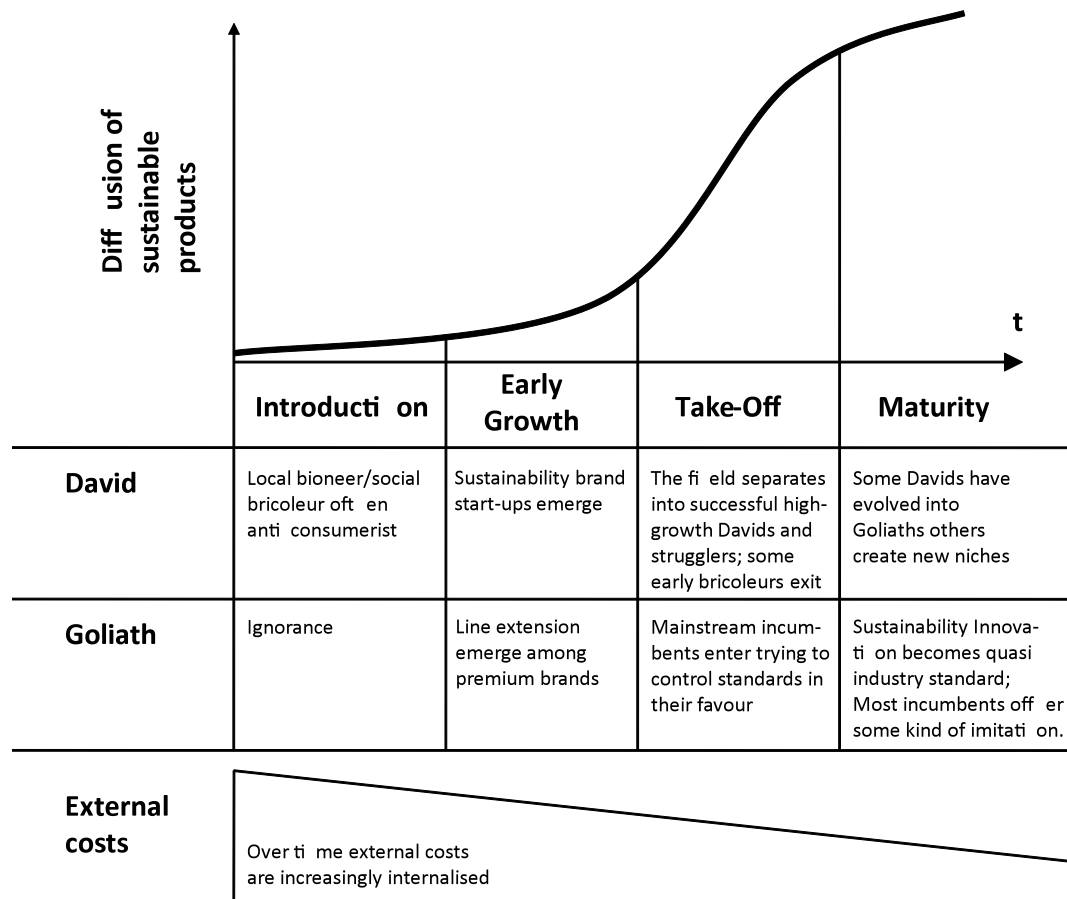 Diff usion of
sustainable
products
t
Introducti on
Early
Growth
Take-Off
Maturity
David
Local bioneer/social
bricoleur oft en
anti consumerist
Sustainability brand
start-ups emerge
The fi eld separates
into successful high-
growth Davids and
strugglers; some
early bricoleurs exit
Some Davids have
evolved into
Goliaths others
create new niches
Goliath
Ignorance
Line extension
emerge among
premium brands
Mainstream incum-
bents enter trying to
control standards in
their favour
Sustainability Innova-
ti on becomes quasi
industry standard;
Most incumbents off er
some kind of imitati on.
External
costs
Over ti me external costs
are increasingly internalised